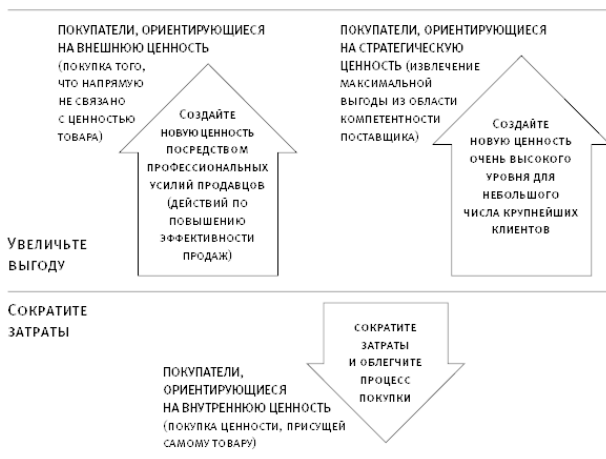 ПОКУПАТЕЛИ, ОРИЕНТИРУЮЩИЕСЯ
НА ВНЕШНЮЮ ЦЕННОСТЬ
(ПОКУПКА ТОГО,
ЧТО НАПРЯМУЮ
НЕ СВЯЗАНО
С ЦЕННОСТЬЮ
ТОВАРА)
СОЗДАЙТЕ
НОВУЮ ЦЕННОСТЬ
ПОСРЕДСТВОМ
ПРОФЕССИОНАЛЬНЫХ
УСИЛИЙ ПРОДАВЦОВ
(ДЕЙСТВИЙ ПО
ПОВЫШЕНИЮ
ЭФФЕКТИВНОСТИ
ПРОДАЖ)
ПОКУПАТЕЛИ, ОРИЕНТИРУЮЩИЕСЯ
НА СТРАТЕГИЧЕСКУЮ
ЦЕННОСТЬ (ИЗВЛЕЧЕНИЕ
МАКСИМАЛЬНОЙ
ВЫГОДЫ ИЗ ОБЛАСТИ
КОМПЕТЕНТНОСТИ
ПОСТАВЩИКА)
СОЗДАЙТЕ
НОВУЮ ЦЕННОСТЬ
ОЧЕНЬ ВЫСОКОГО
УРОВНЯ ДЛЯ
НЕБОЛЬШОГО
ЧИСЛА КРУПНЕЙШИХ
КЛИЕНТОВ
УВЕЛИЧЬТЕ
ВЫГОДУ
СОКРАТИТЕ
ЗАТРАТЫ
СОКРАТИТЕ
ЗАТРАТЫ
И ОБЛЕГЧИТЕ
ПРОЦЕСС
ПОКУПКИ
ПОКУПАТЕЛИ,
ОРИЕНТИРУЮЩИЕСЯ
НА ВНУТРЕННЮЮ ЦЕННОСТЬ
(ПОКУПКА ЦЕННОСТИ, ПРИСУЩЕЙ
САМОМУ ТОВАРУ)